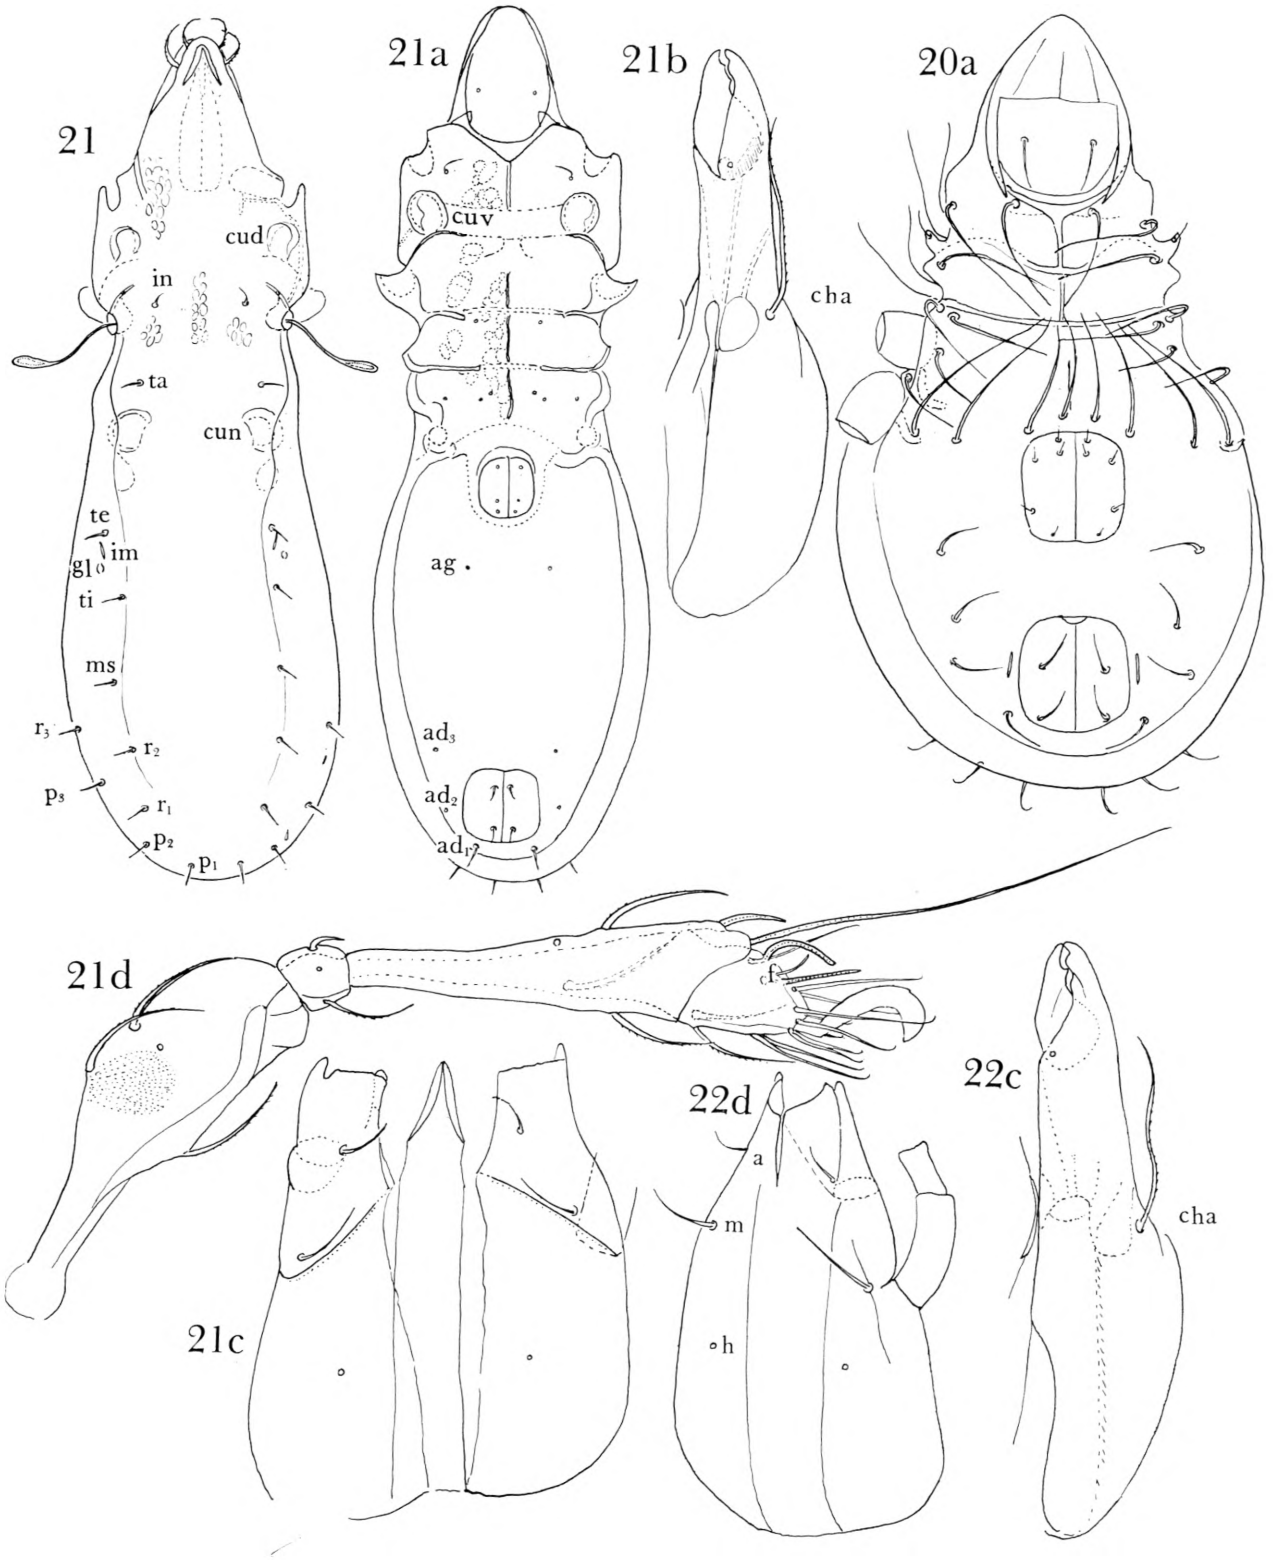 21
21a
21b
20a
cud
cuv
in
cha
ta
cun
te
im
gl
ag
ti
ms
r₃
r₂
ad₃
p₃
r₁
ad₂
p₂
p₁
ad₁
21d
f
22c
22d
a
m
cha
h
21c